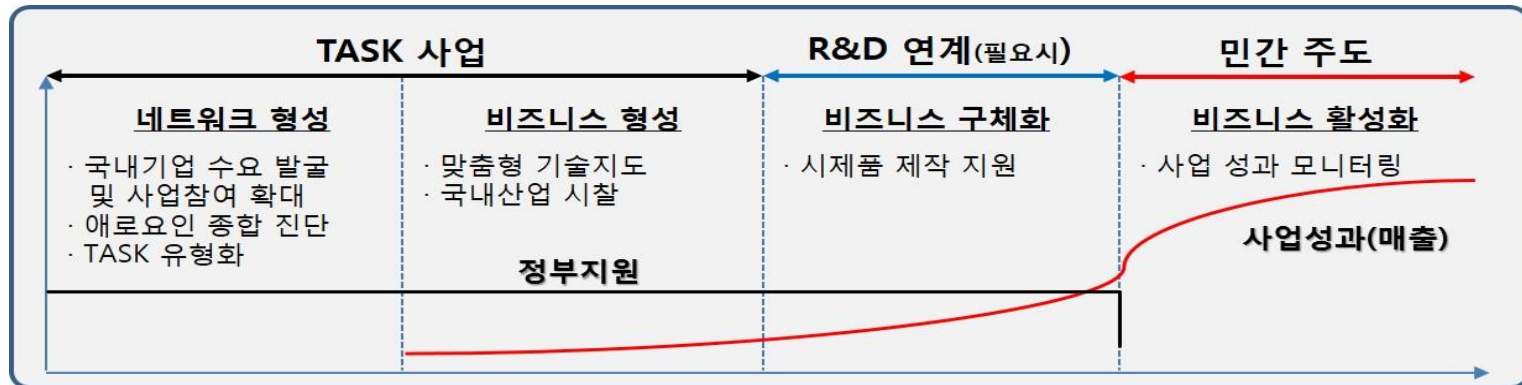 TASK 사업
R&D 연계(필요시)
민간 주도
네트워크 형성
· 국내기업 수요 발굴
및 사업참여 확대
· 애로요인 종합 진단
· TASK 유형화
비즈니스 형성
· 맞춤형 기술지도
· 국내산업 시찰
비즈니스 구체화
· 시제품 제작 지원
비즈니스 활성화
· 사업 성과 모니터링
정부지원
사업성과(매출)